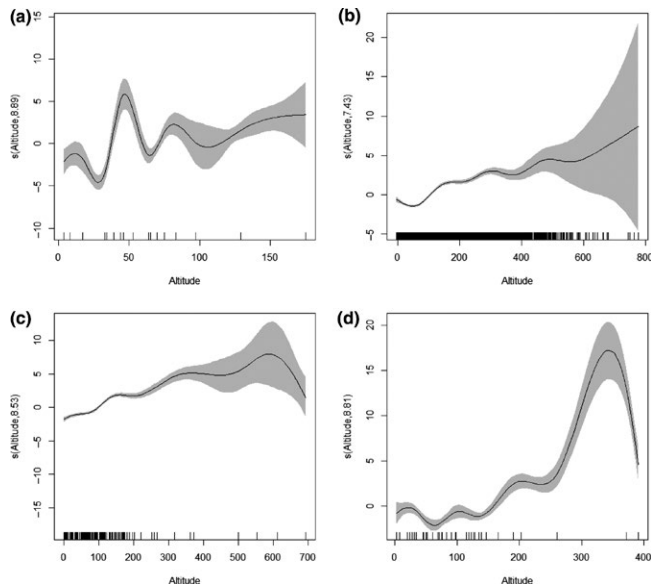 (a)
15
10
5
0
-5
-10
s(Altitude,8.89)
0 50 100 150
Altitude
(b)
20
15
10
5
0
-5
s(Altitude,7.43)
0 200 400 600 800
Altitude
(c)
10
5
0
-5
-10
-15
s(Altitude,8.53)
0 100 200 300 400 500 600 700
Altitude
(d)
20
15
10
5
0
s(Altitude,8.81)
0 100 200 300 400
Altitude